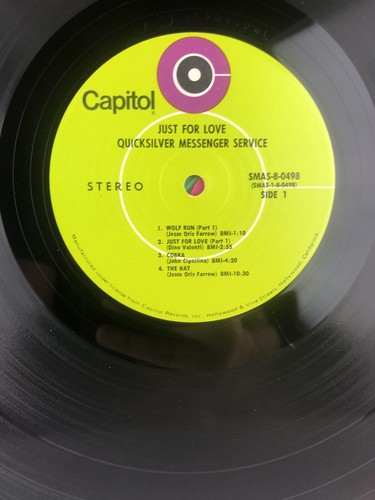 Capitol
®
JUST FOR LOVE
QUICKSILVER MESSENGER SERVICE
STEREO
SMAS-8-0498
(SMAS-1-8-0498)
SIDE 1
1. WOLF RUN (Part 1)
(Jesse Oris Farrow) BMI-1:10
2. JUST FOR LOVE (Part 1)
(Dino Valenti) BMI-2:55
3. COBRA
(John Cipollina) BMI-4:20
4. THE HAT
(Jesse Oris Farrow) BMI-10:30
Manufactured under license from Capitol Records, Inc., Hollywood & Vine Streets, Hollywood, California.